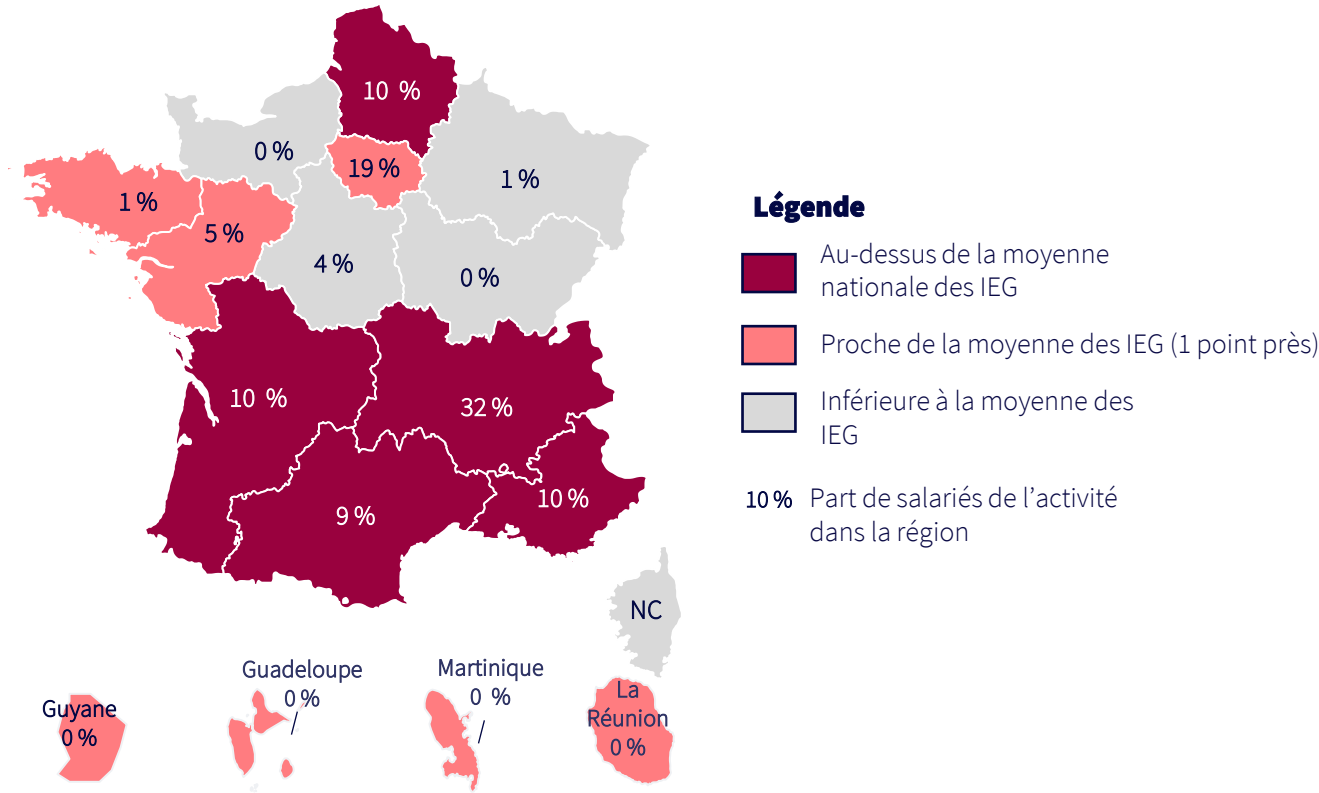 10 %
0 %
19 %
1 %
1 %
5 %
4 %
0 %
10 %
32 %
9 %
10 %
NC
Guyane
0 %
Guadeloupe
0 %
Martinique
0 %
La
Réunion
0 %
Légende
Au-dessus de la moyenne
nationale des IEG
Proche de la moyenne des IEG (1 point près)
Inférieure à la moyenne des
IEG
10 % Part de salariés de l’activité
dans la région